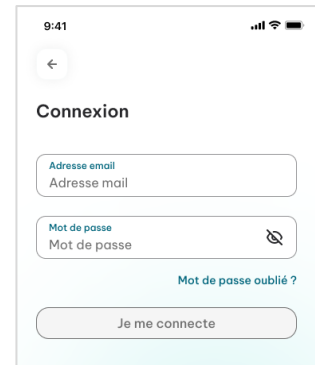 9:41
Connexion
Adresse email
Adresse mail
Mot de passe
Mot de passe
Mot de passe oublié ?
Je me connecte